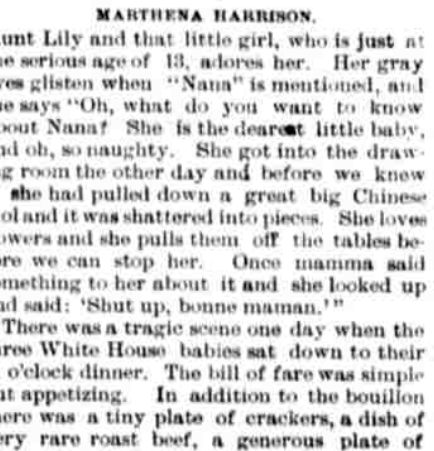 MARTHENA HARRISON.
unt Lily and that little girl, who is just at
e serious age of 13, adores her. Her gray
es glisten when "Nana" is mentioned, and
e says "Oh, what do you want to know
out Nana? She is the dearest little baby,
d oh, so naughty. She got into the draw-
g room the other day and before we knew
she had pulled down a great big Chinese
ol and it was shattered into pieces. She loves
owers and she pulls them off the tables be-
re we can stop her. Once mamma said
mething to her about it and she looked up
d said: 'Shut up, bonne maman.'"
There was a tragic scene one day when the
ree White House babies sat down to their
o'clock dinner. The bill of fare was simple
t appetizing. In addition to the bouillon
ere was a tiny plate of crackers, a dish of
ery rare roast beef, a generous plate of